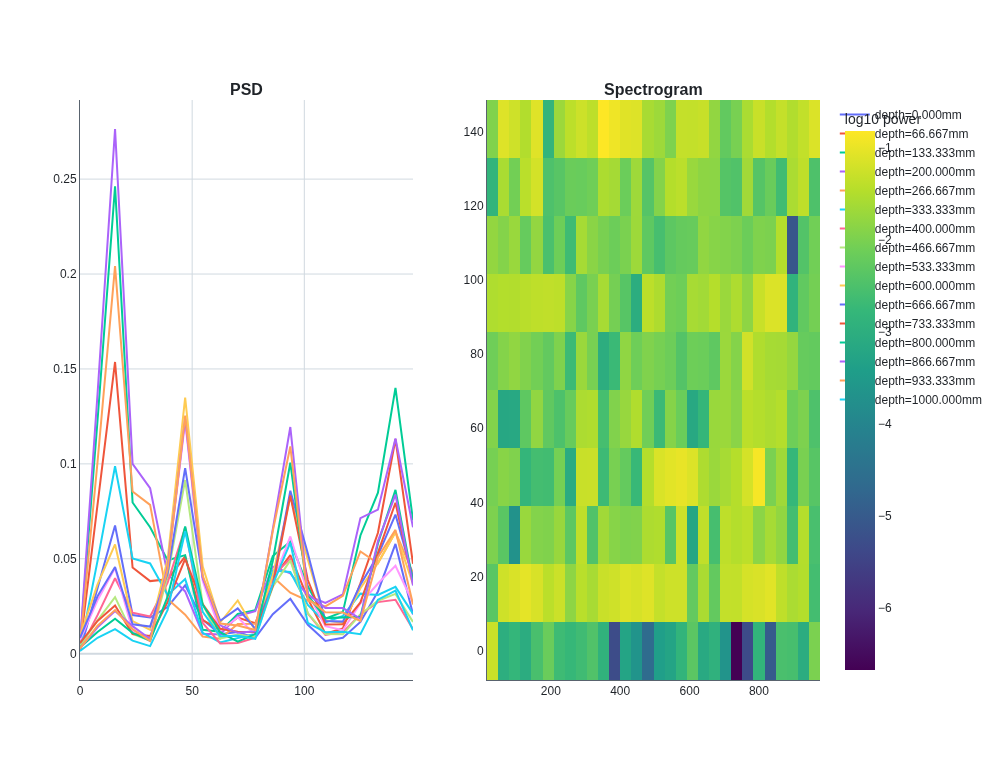 PSD
Spectrogram
0.25
0.2
0.15
0.1
0.05
0
0
50
100
140
120
100
80
60
40
20
0
200
400
600
800
log10 power
−1
−2
−3
−4
−5
−6
depth=0.000mm
depth=66.667mm
depth=133.333mm
depth=200.000mm
depth=266.667mm
depth=333.333mm
depth=400.000mm
depth=466.667mm
depth=533.333mm
depth=600.000mm
depth=666.667mm
depth=733.333mm
depth=800.000mm
depth=866.667mm
depth=933.333mm
depth=1000.000mm